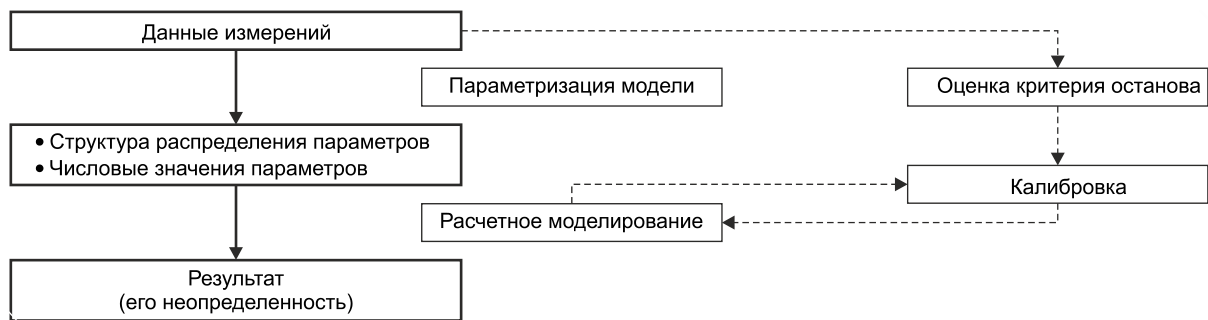 Данные измерений
Параметризация модели
Оценка критерия останова
• Структура распределения параметров
• Числовые значения параметров
Калибровка
Расчетное моделирование
Результат
(его неопределенность)